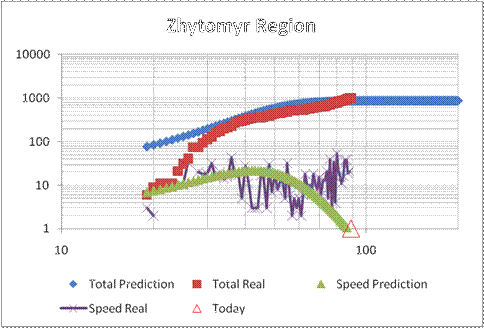 Zhytomyr Region
10000
1000
100
10
1
10
100
Total Prediction
Total Real
Speed Prediction
Speed Real
Today